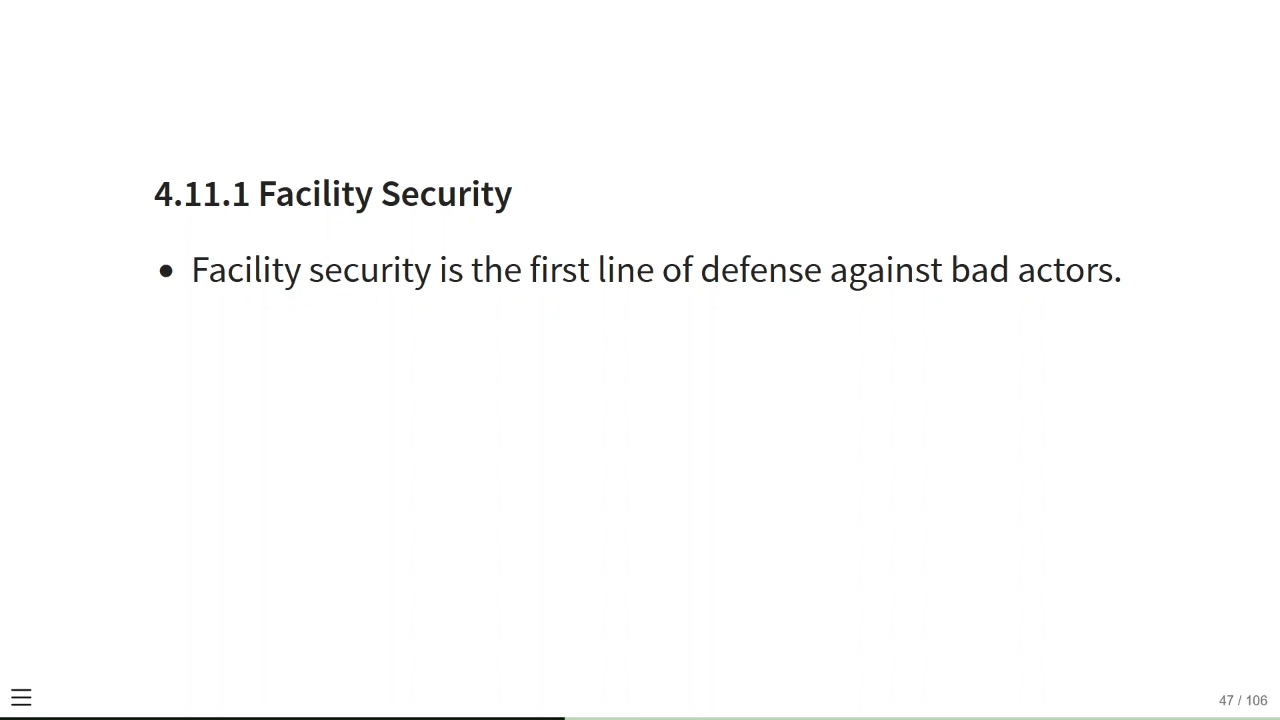 4.11.1 Facility Security
• Facility security is the first line of defense against bad actors.
47 / 106